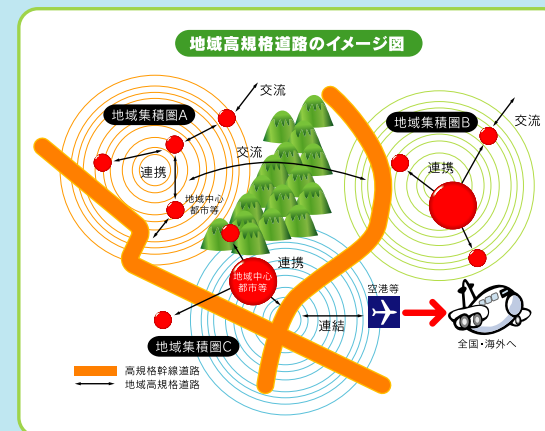 地域高規格道路のイメージ図
交流
地域集積圏A
地域集積圏B
交流
交流
連携
連携
地域中心
都市等
連携
地域中心
都市等
空港等
連結
全国・海外へ
地域集積圏C
高規格幹線道路
地域高規格道路